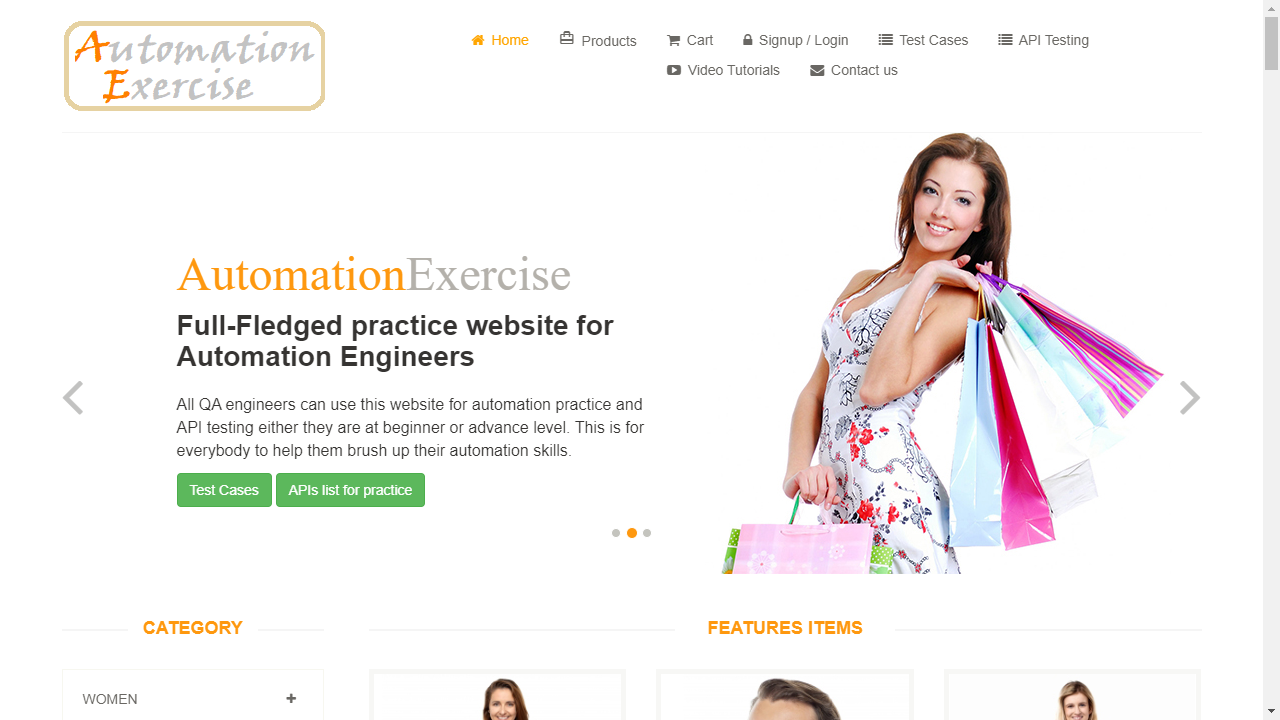 Automation
Exercise
Home
Products
Cart
Signup / Login
Test Cases
API Testing
Video Tutorials
Contact us
AutomationExercise
Full-Fledged practice website for
Automation Engineers
All QA engineers can use this website for automation practice and
API testing either they are at beginner or advance level. This is for
everybody to help them brush up their automation skills.
Test Cases
APIs list for practice
CATEGORY
FEATURES ITEMS
WOMEN